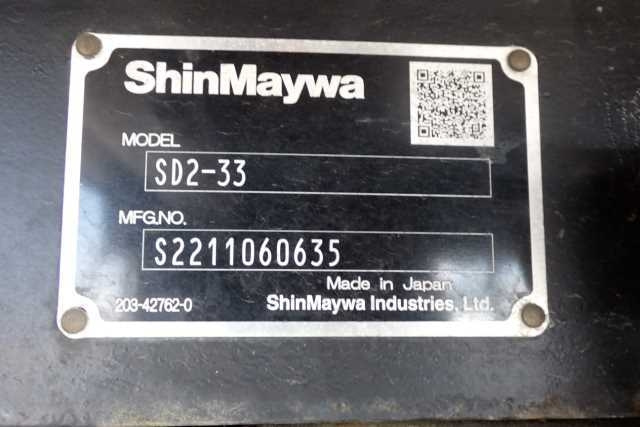 ShinMaywa
MODEL
SD2-33
MFG.NO.
S2211060635
Made in Japan
203-42762-0 ShinMaywa Industries, Ltd.